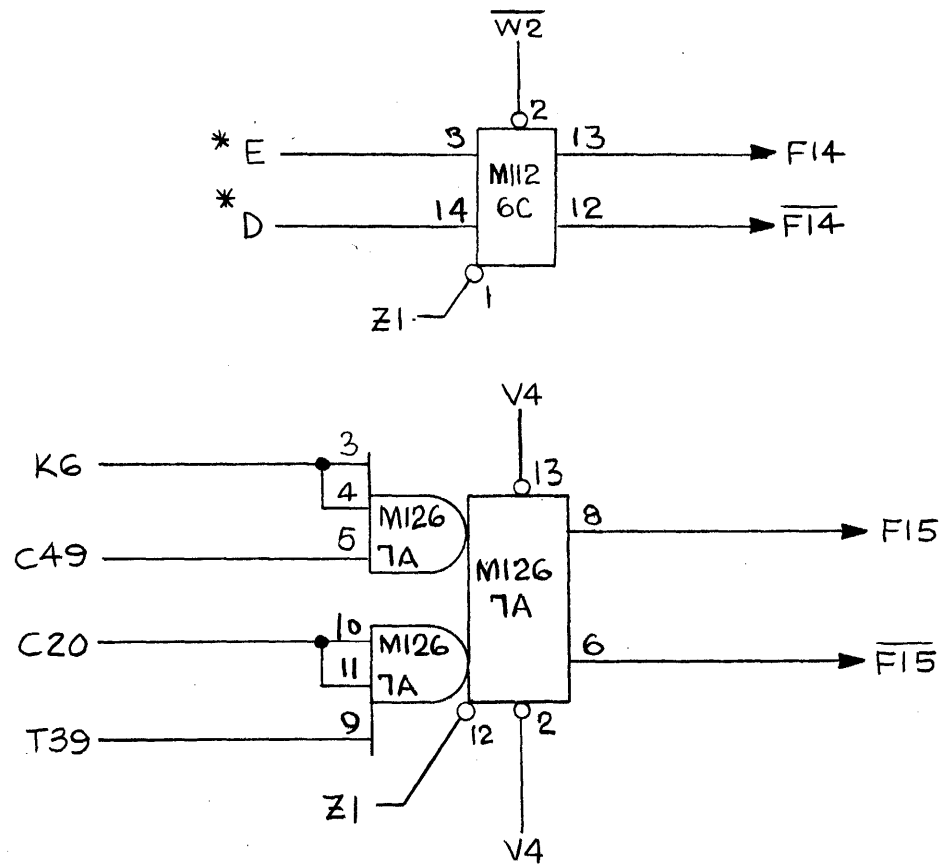 W2
2
* E 3 13 F14
M112
* D 14 6C 12 F14
Z1 1
V4
K6 3 13
4 M126 8 F15
C49 5 7A M126
7A
C20 10 M126 6 F15
11 7A
T39 9 12 2
Z1
V4